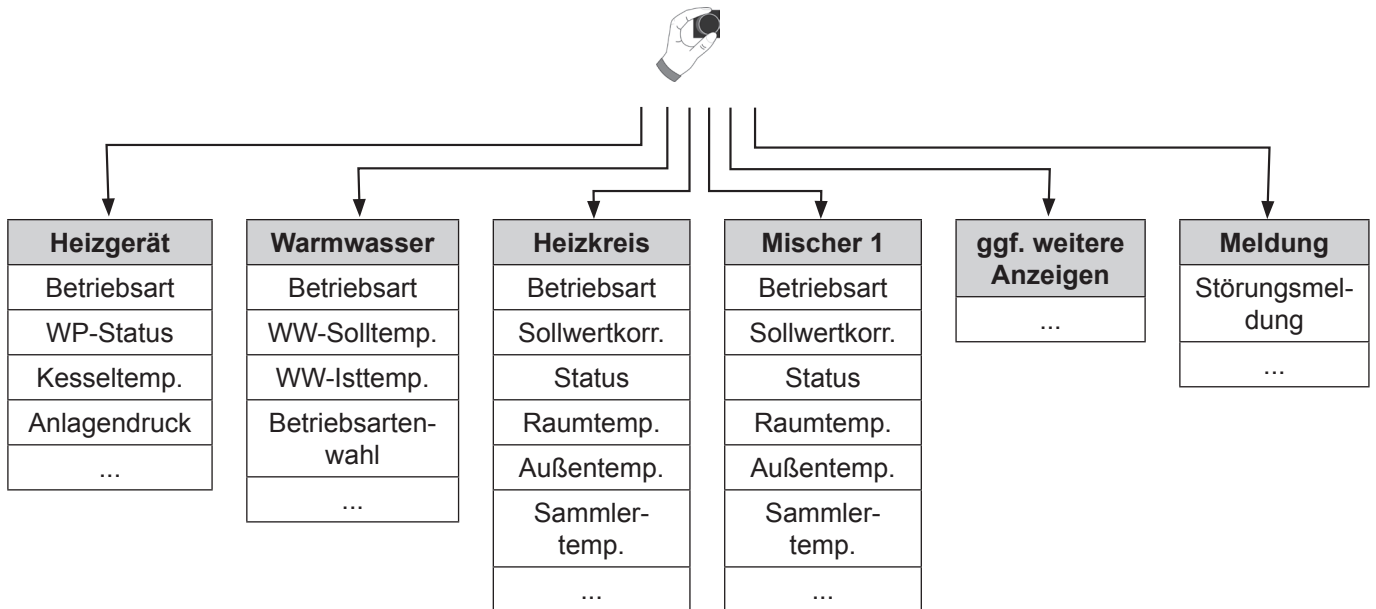 Heizgerät
Betriebsart
WP-Status
Kesseltemp.
Anlagendruck
...
Warmwasser
Betriebsart
WW-Solltemp.
WW-Isttemp.
Betriebsarten-
wahl
...
Heizkreis
Betriebsart
Sollwertkorr.
Status
Raumtemp.
Außentemp.
Sammler-
temp.
...
Mischer 1
Betriebsart
Sollwertkorr.
Status
Raumtemp.
Außentemp.
Sammler-
temp.
...
ggf. weitere
Anzeigen
...
Meldung
Störungsmel-
dung
...